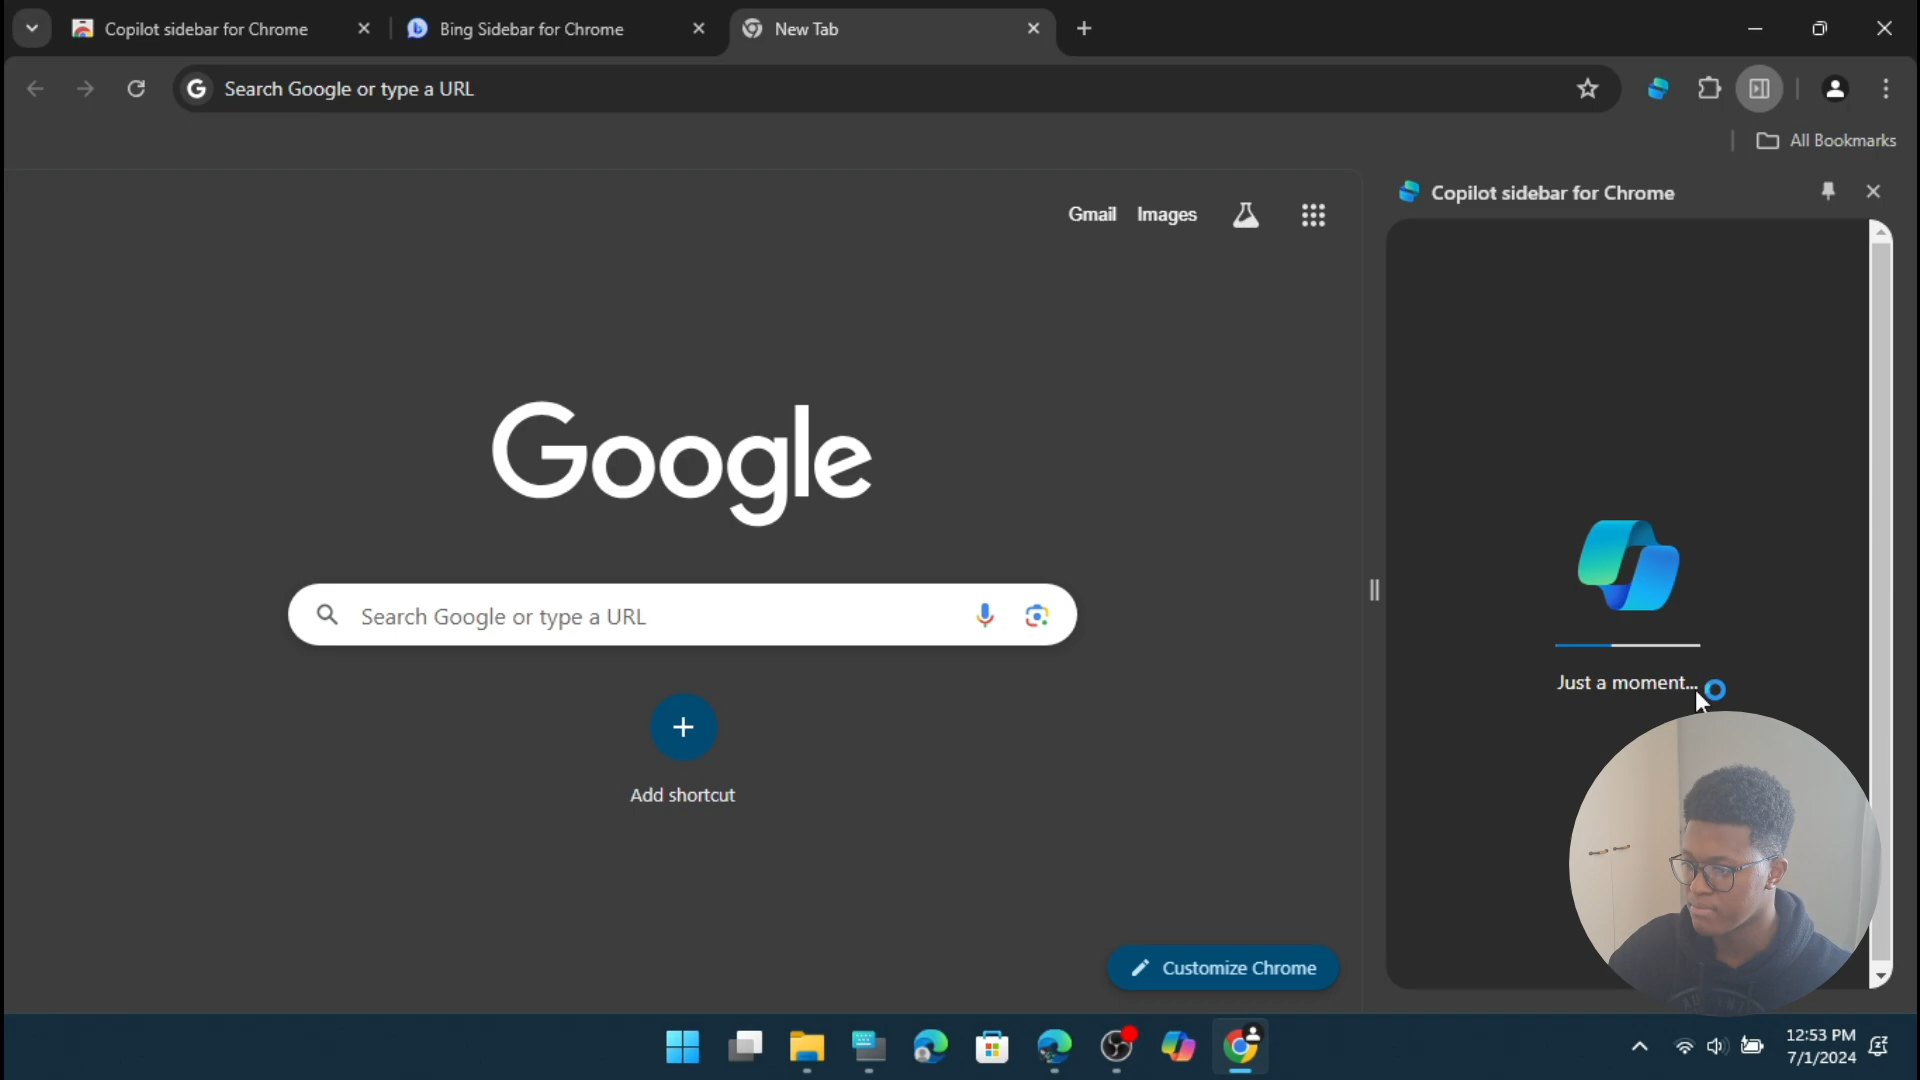 Copilot sidebar for Chrome
Bing Sidebar for Chrome
New Tab
Search Google or type a URL
All Bookmarks
Gmail Images
Copilot sidebar for Chrome
Google
Search Google or type a URL
Just a moment...
Add shortcut
Customize Chrome
12:53 PM
7/1/2024